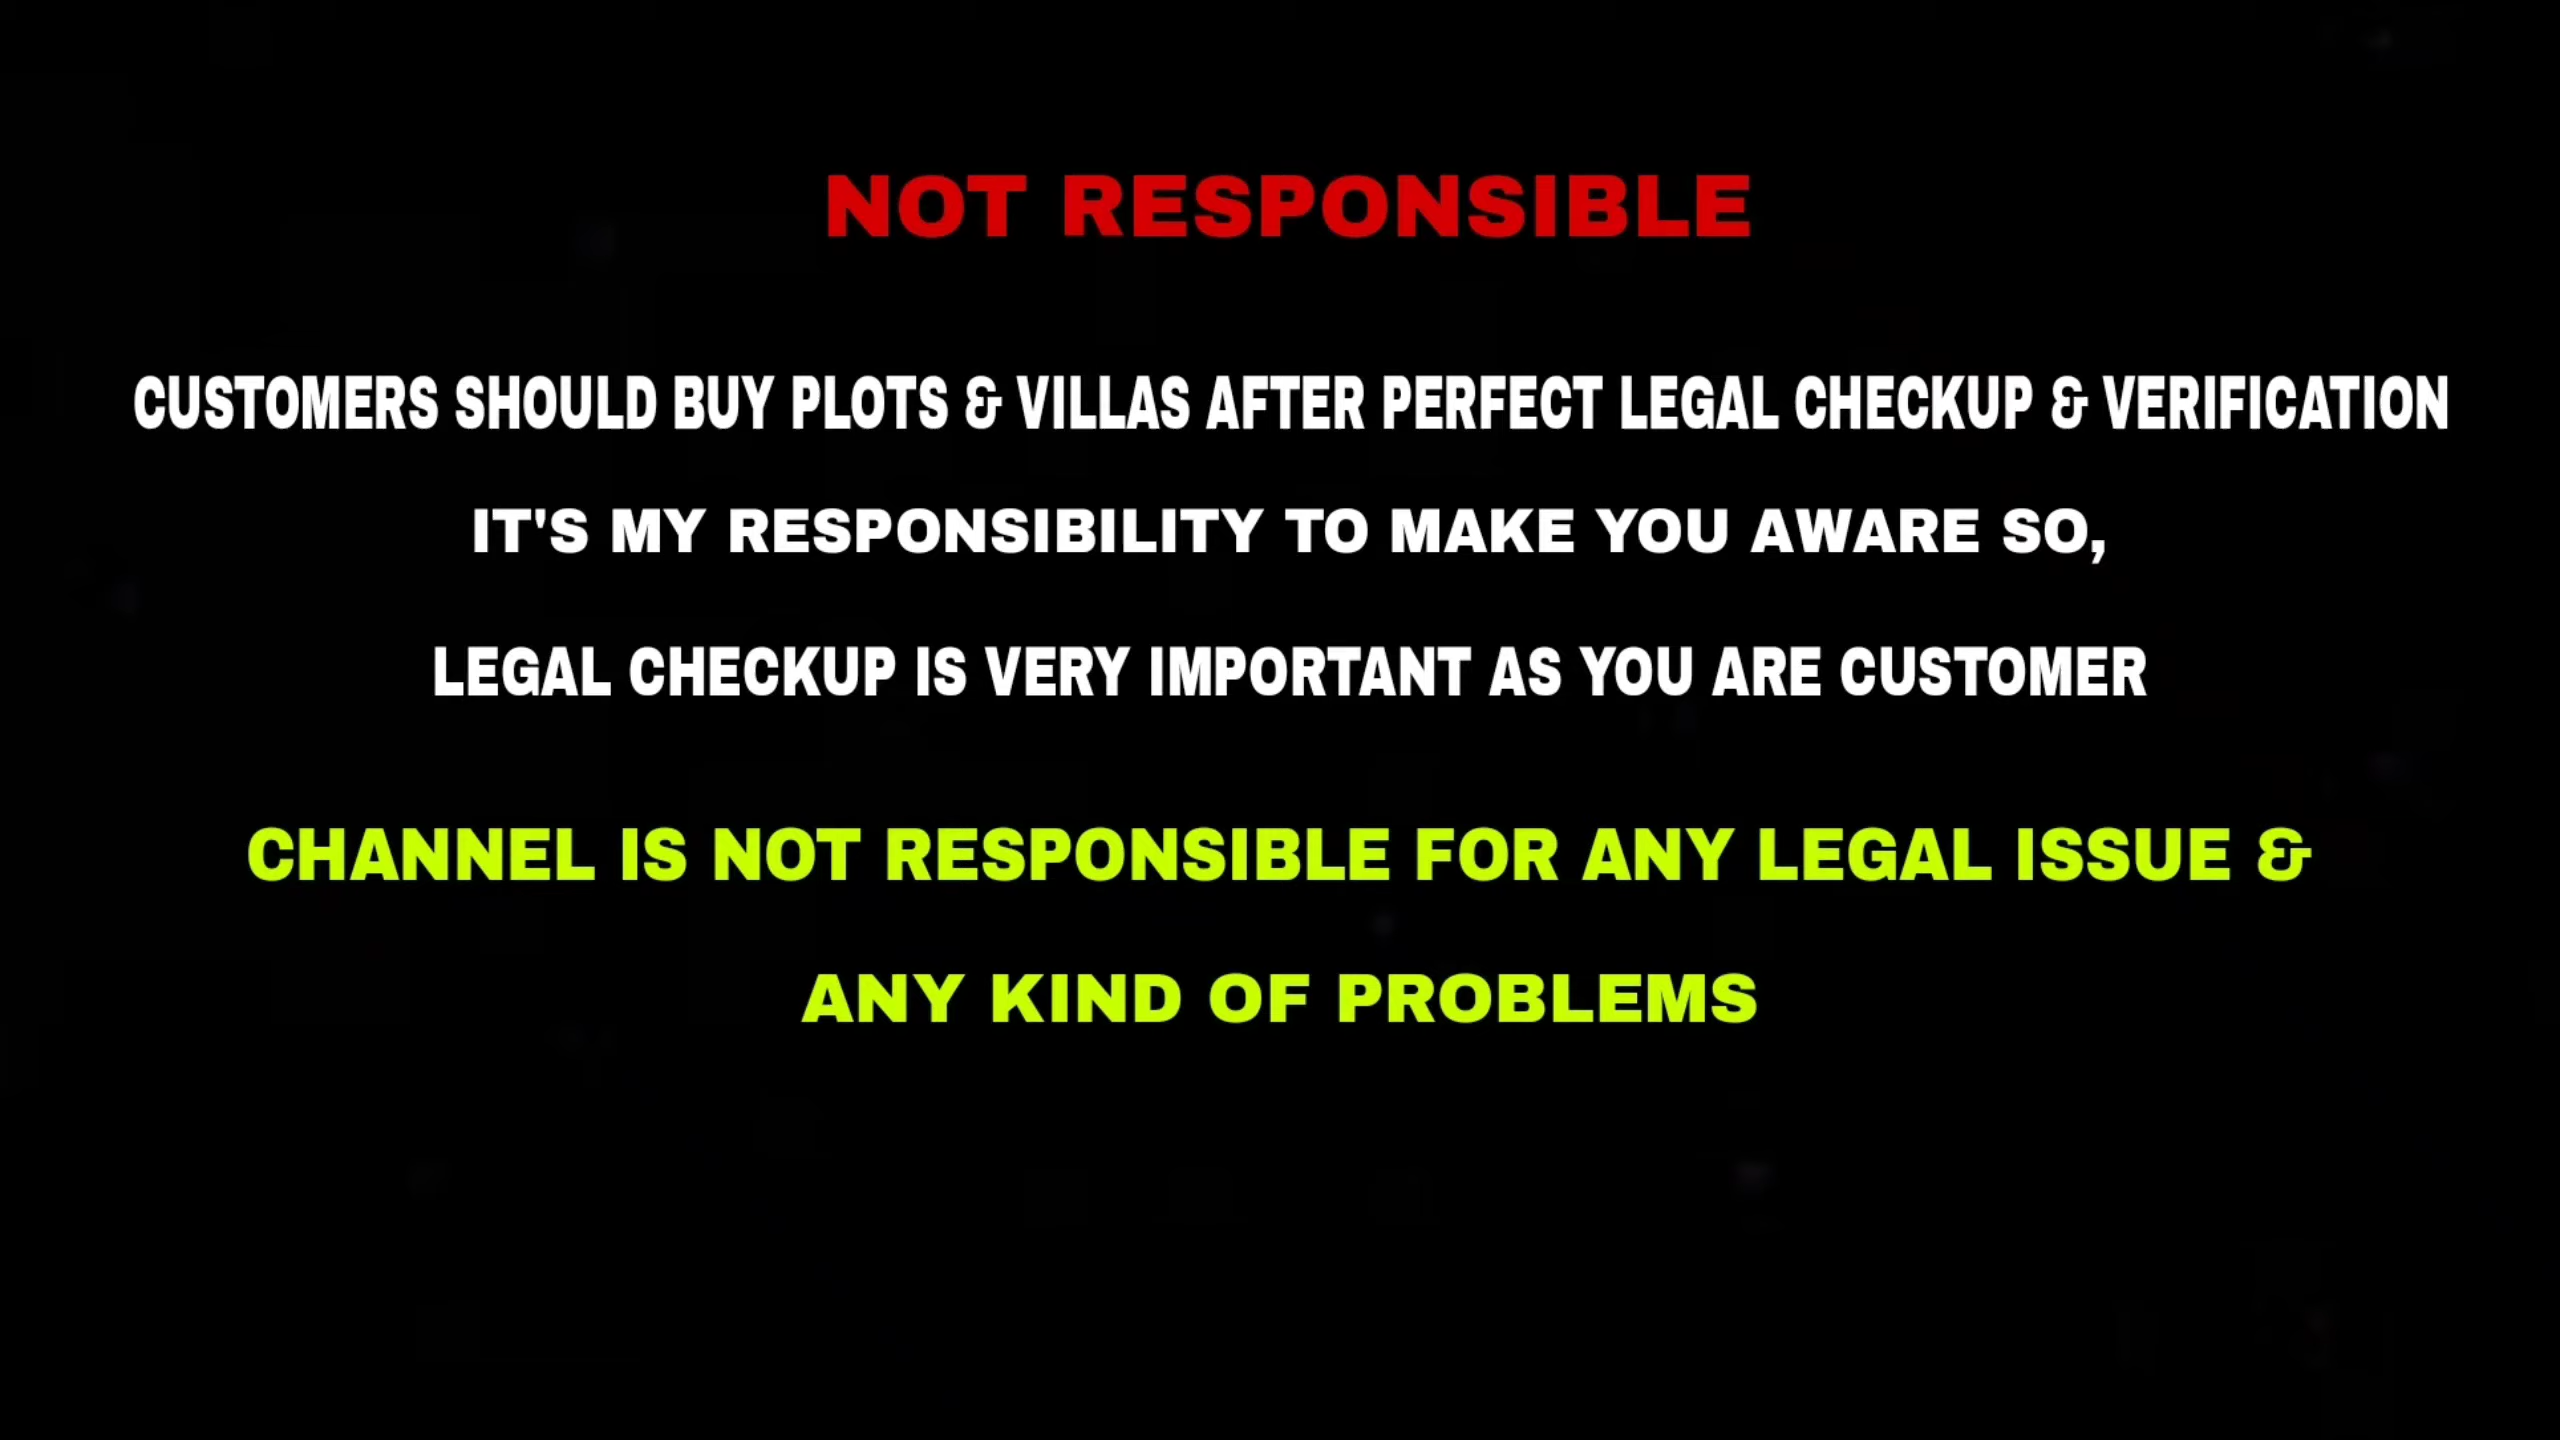 NOT RESPONSIBLE
CUSTOMERS SHOULD BUY PLOTS & VILLAS AFTER PERFECT LEGAL CHECKUP & VERIFICATION
IT'S MY RESPONSIBILITY TO MAKE YOU AWARE SO,
LEGAL CHECKUP IS VERY IMPORTANT AS YOU ARE CUSTOMER
CHANNEL IS NOT RESPONSIBLE FOR ANY LEGAL ISSUE &
ANY KIND OF PROBLEMS